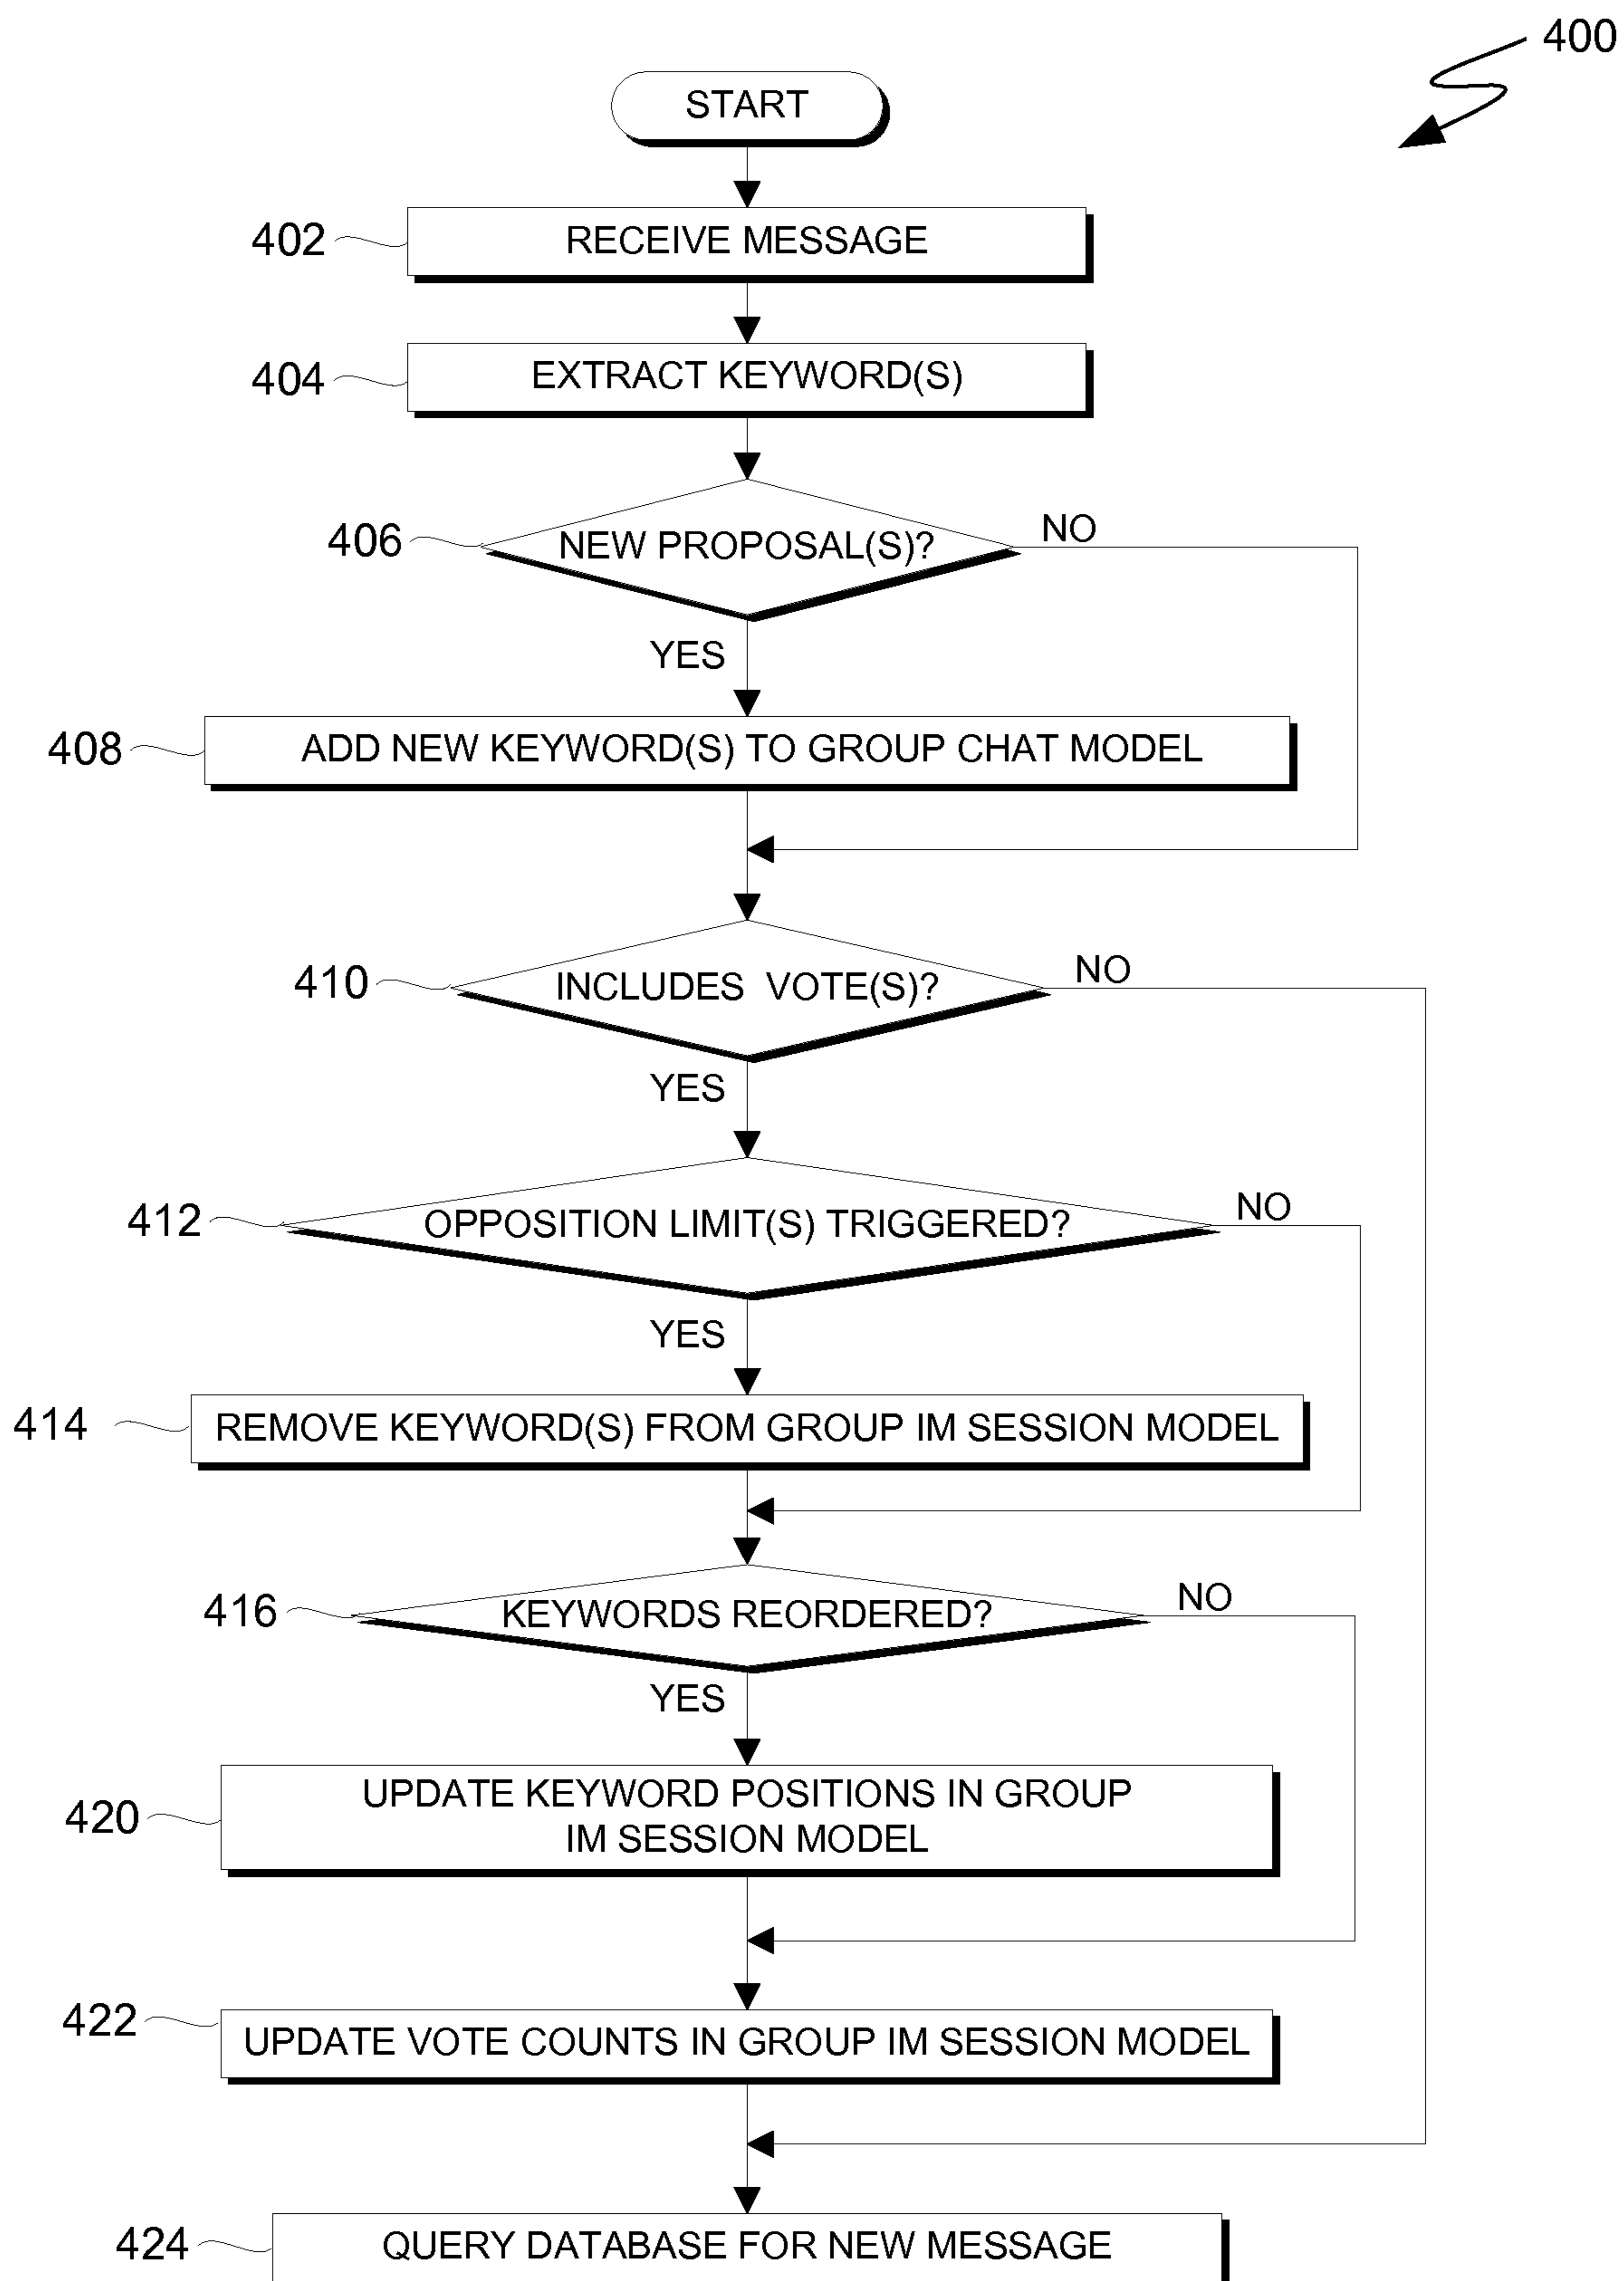 400
START
402
RECEIVE MESSAGE
404
EXTRACT KEYWORD(S)
406
NEW PROPOSAL(S)?
NO
YES
408
ADD NEW KEYWORD(S) TO GROUP CHAT MODEL
410
INCLUDES VOTE(S)?
NO
YES
412
OPPOSITION LIMIT(S) TRIGGERED?
NO
YES
414
REMOVE KEYWORD(S) FROM GROUP IM SESSION MODEL
416
KEYWORDS REORDERED?
NO
YES
420
UPDATE KEYWORD POSITIONS IN GROUP
IM SESSION MODEL
422
UPDATE VOTE COUNTS IN GROUP IM SESSION MODEL
424
QUERY DATABASE FOR NEW MESSAGE